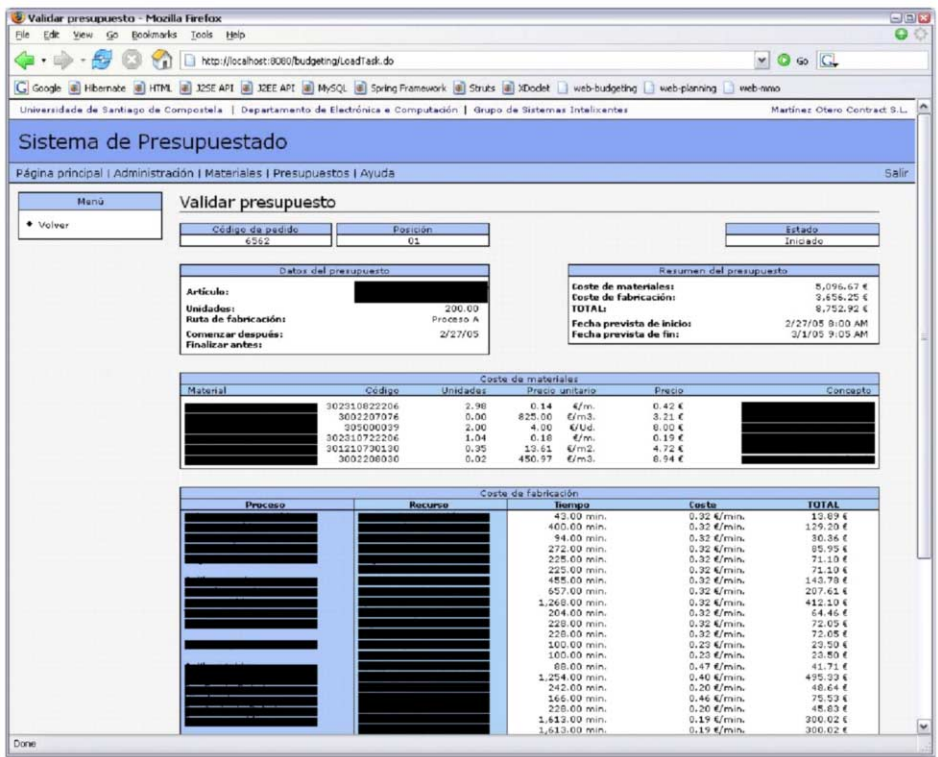 Validar presupuesto - Mozilla Firefox
File Edit View Go Bookmarks Tools Help
http://localhost:8080/budgeting/LoadTask.do Go
Google Hibernate HTML J2SE API J2EE API MySQL Spring Framework Struts XDoclet web-budgeting web-planning web-mmo
Universidade de Santiago de Compostela | Departamento de Electrónica e Computación | Grupo de Sistemas Intelixentes Martínez Otero Contract S.L.
Sistema de Presupuestado
Página principal | Administración | Materiales | Presupuestos | Ayuda Salir
Menú
Volver
Validar presupuesto
Código de pedido Posición Estado
6562 01 Iniciado
Datos del presupuesto
Artículo:
Unidades: 200.00
Ruta de fabricación: Proceso A
Comenzar después: 2/27/05
Finalizar antes:
Resumen del presupuesto
Coste de materiales: 5,096.67 €
Coste de fabricación: 3,656.25 €
TOTAL: 8,752.92 €
Fecha prevista de inicio: 2/27/05 8:00 AM
Fecha prevista de fin: 3/1/05 9:05 AM
Coste de materiales
Material Código Unidades Precio unitario Precio Concepto
302310822206 2.98 0.14 €/m. 0.42 €
3002207076 0.00 825.00 €/m3. 3.21 €
305000039 2.00 4.00 €/Ud. 8.00 €
302310722206 1.04 0.18 €/m. 0.19 €
301210730130 0.35 13.61 €/m2. 4.72 €
3002208030 0.02 450.97 €/m3. 8.94 €
Coste de fabricación
Proceso Recurso Tiempo Coste TOTAL
43.00 min. 0.32 €/min. 13.89 €
400.00 min. 0.32 €/min. 129.20 €
94.00 min. 0.32 €/min. 30.36 €
272.00 min. 0.32 €/min. 85.95 €
225.00 min. 0.32 €/min. 71.10 €
225.00 min. 0.32 €/min. 71.10 €
455.00 min. 0.32 €/min. 143.78 €
657.00 min. 0.32 €/min. 207.61 €
1,268.00 min. 0.32 €/min. 412.10 €
204.00 min. 0.32 €/min. 64.46 €
228.00 min. 0.32 €/min. 72.05 €
228.00 min. 0.32 €/min. 72.05 €
100.00 min. 0.23 €/min. 23.50 €
100.00 min. 0.23 €/min. 23.50 €
88.00 min. 0.47 €/min. 41.71 €
1,254.00 min. 0.40 €/min. 495.33 €
242.00 min. 0.20 €/min. 48.64 €
166.00 min. 0.46 €/min. 75.53 €
228.00 min. 0.20 €/min. 45.83 €
1,613.00 min. 0.19 €/min. 300.02 €
1,613.00 min. 0.19 €/min. 300.02 €
Done